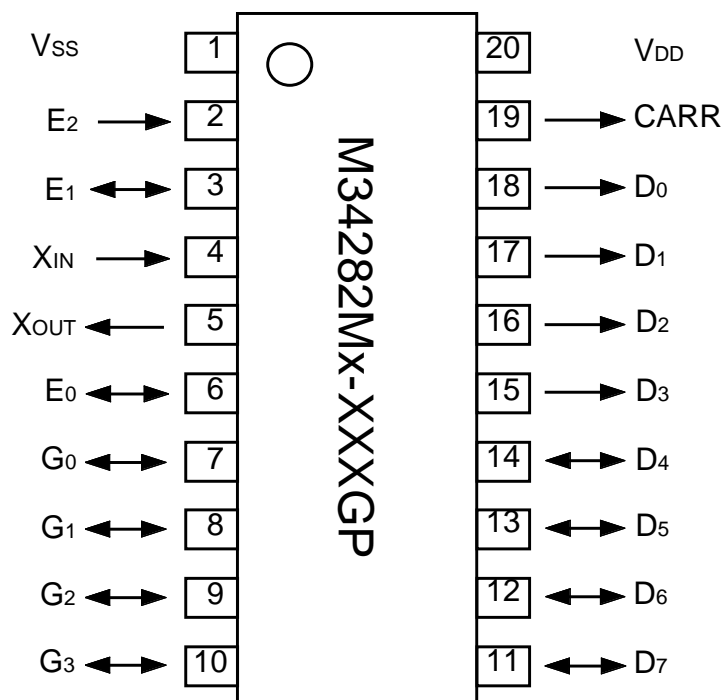 VSS 1 20 VDD
E2 2 19 CARR
E1 3 18 D0
XIN 4 17 D1
XOUT 5 16 D2
E0 6 15 D3
G0 7 14 D4
G1 8 13 D5
G2 9 12 D6
G3 10 11 D7
M34282Mx-XXXGP